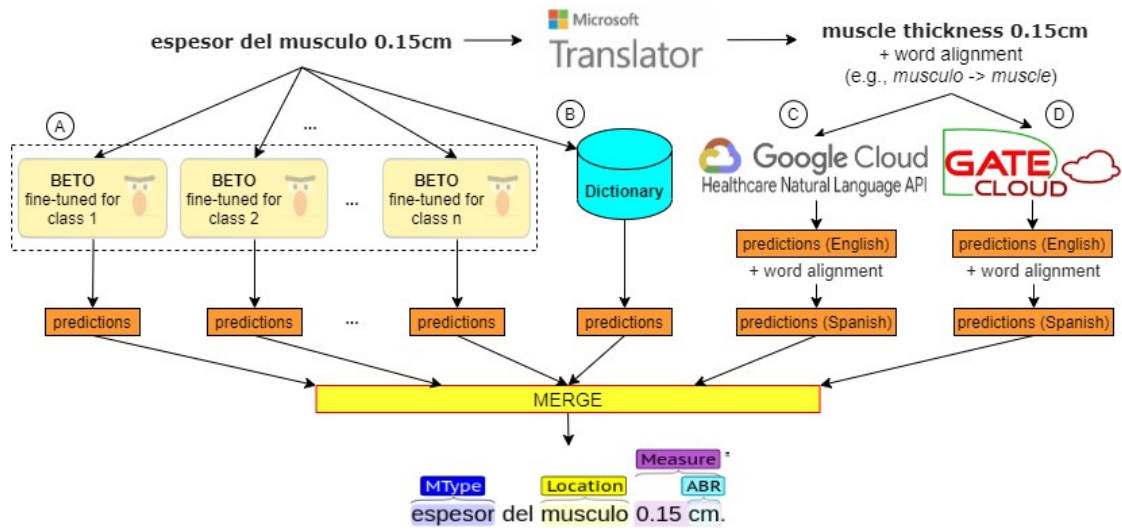 espesor del musculo 0.15cm
Microsoft
Translator
muscle thickness 0.15cm
+ word alignment
(e.g., musculo -> muscle)
A
...
B
C
D
BETO
fine-tuned for
class 1
BETO
fine-tuned for
class 2
...
BETO
fine-tuned for
class n
Dictionary
Google Cloud
Healthcare Natural Language API
GATE
CLOUD
predictions (English)
+ word alignment
predictions (English)
+ word alignment
predictions
predictions
...
predictions
predictions
predictions (Spanish)
predictions (Spanish)
MERGE
Measure *
MType
Location
ABR
espesor del musculo 0.15 cm.